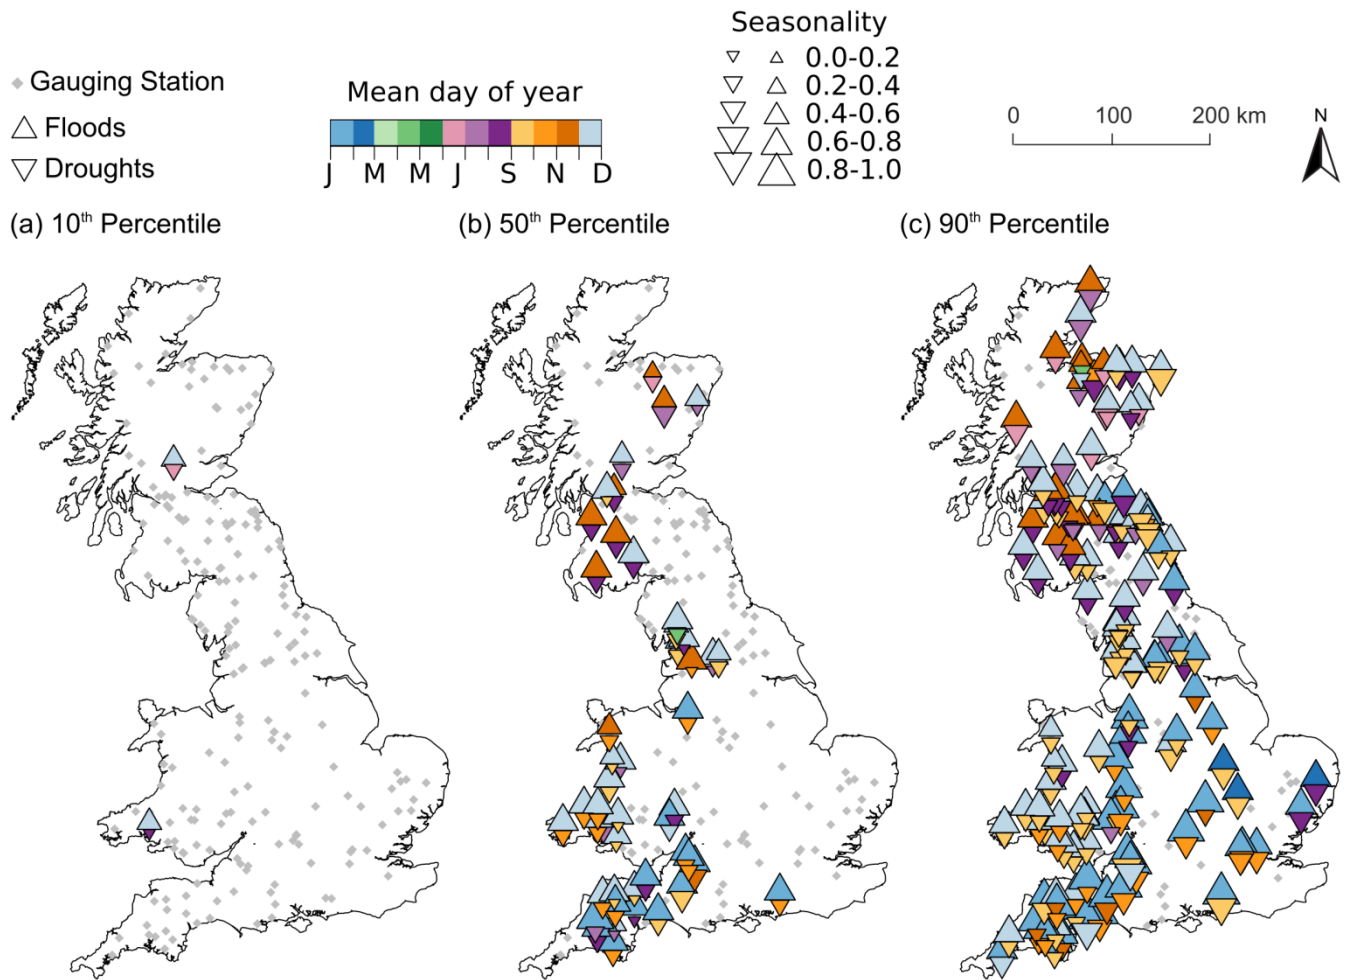 Seasonality
Gauging Station
Floods
Droughts
Mean day of year
J M M J S N D
0.0-0.2
0.2-0.4
0.4-0.6
0.6-0.8
0.8-1.0
0 100 200 km
N
(a) 10th Percentile
(b) 50th Percentile
(c) 90th Percentile